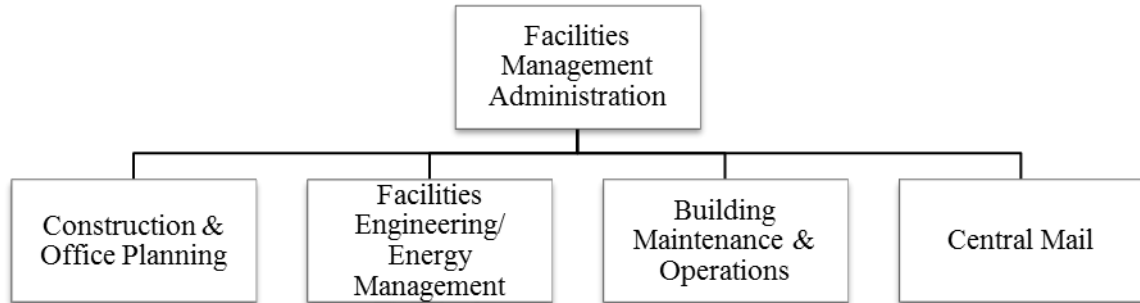 Facilities
Management
Administration
Construction &
Office Planning
Facilities
Engineering/
Energy
Management
Building
Maintenance &
Operations
Central Mail